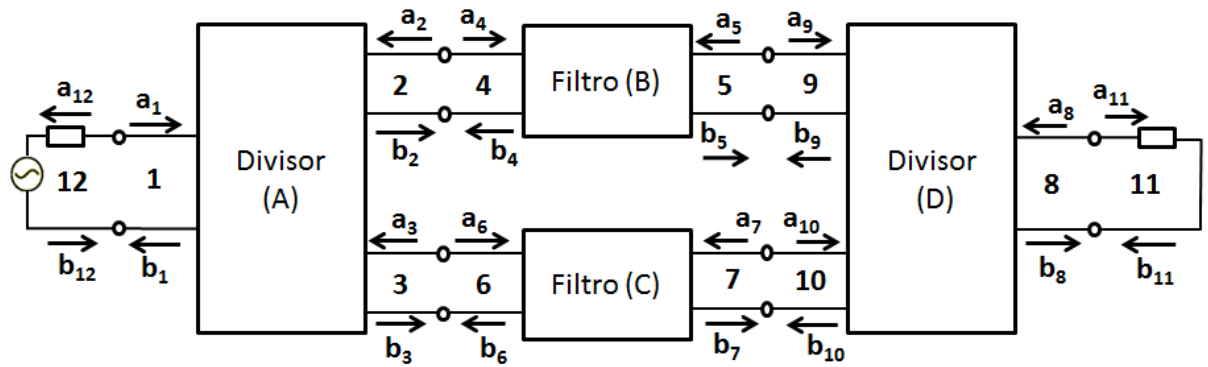 a₂ a₄ a₅ a₉
Filtro (B)
2 4 5 9
a₁₂ a₁ a₈ a₁₁
b₂ b₄ b₅ b₉
Divisor (A)
Divisor (D)
12 1 8 11
a₃ a₆ a₇ a₁₀
b₁₂ b₁ b₈ b₁₁
Filtro (C)
3 6 7 10
b₃ b₆ b₇ b₁₀